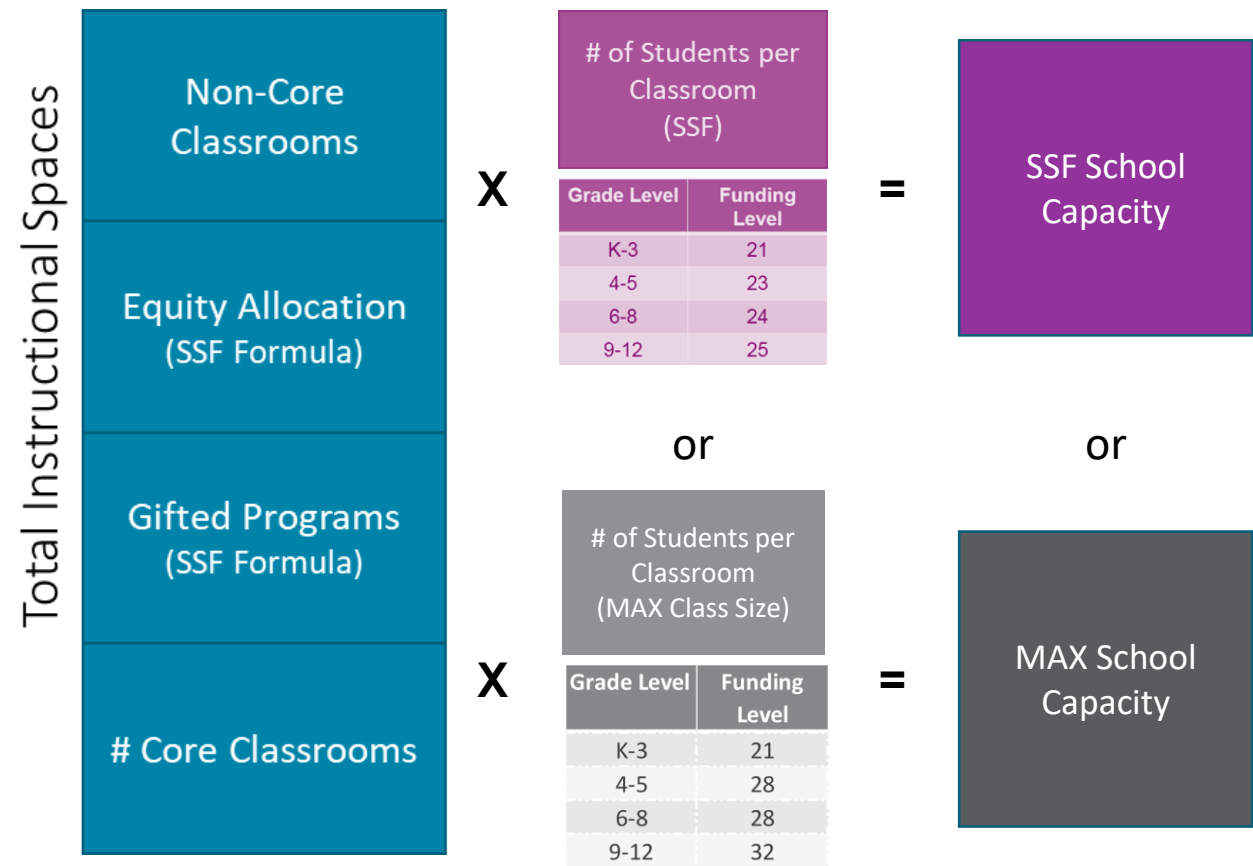 Total Instructional Spaces
Non-Core
Classrooms
Equity Allocation
(SSF Formula)
Gifted Programs
(SSF Formula)
# Core Classrooms
X
# of Students per
Classroom
(SSF)
Grade Level Funding
Level
K-3 21
4-5 23
6-8 24
9-12 25
=
SSF School
Capacity
or
or
X
# of Students per
Classroom
(MAX Class Size)
Grade Level Funding
Level
K-3 21
4-5 28
6-8 28
9-12 32
=
MAX School
Capacity